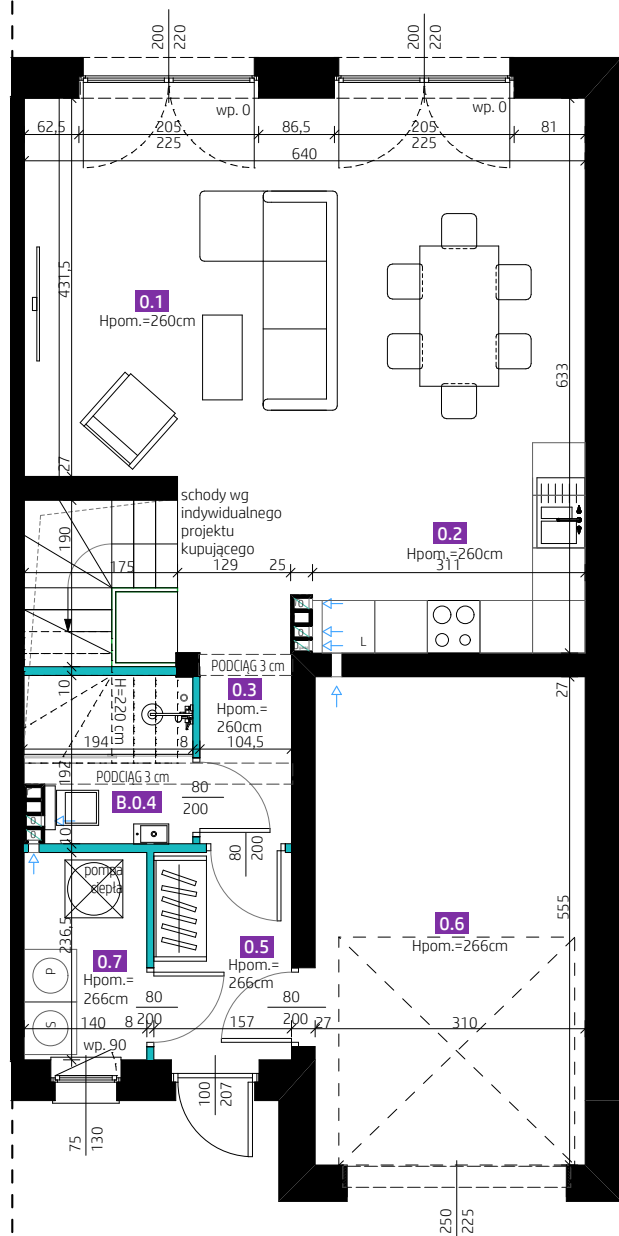 200
220
200
220
wp. 0
wp. 0
62,5
205
225
86,5
205
225
81
640
431,5
0.1
Hpom.=260cm
633
27
schody wg
indywidualnego
projektu
kupującego
190
0.2
Hpom.=260cm
175
129
25
311
L
PODCIĄG 3 cm
10
H=220 cm
0.3
Hpom.=
260cm
27
194
8
104,5
192
PODCIĄG 3 cm
80
200
B.0.4
10
80
200
pompa
ciepła
236,5
555
0.6
Hpom.=266cm
0.5
Hpom.=
266cm
0.7
Hpom.=
266cm
P
S
80
200
80
200
140
8
157
27
310
wp. 90
100
207
75
130
250
225